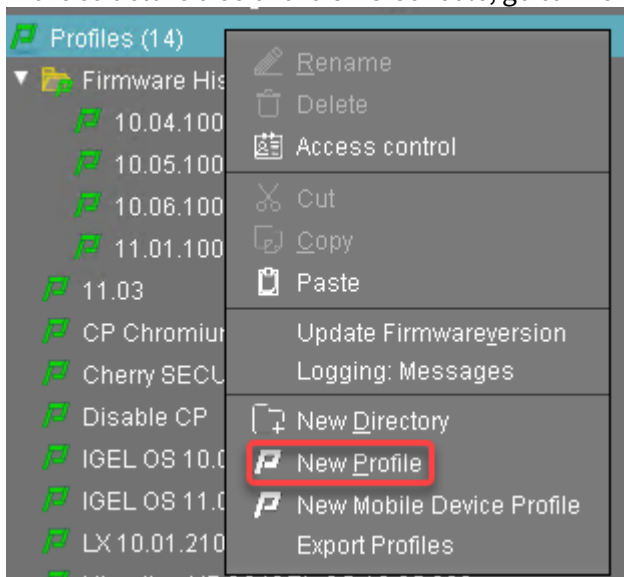 Profiles (14)
Firmware His
10.04.100
10.05.100
10.06.100
11.01.100
11.03
CP Chromiur
Cherry SECU
Disable CP
IGEL OS 10.0
IGEL OS 11.0
LX 10.01.210
Rename
Delete
Access control
Cut
Copy
Paste
Update Firmwareversion
Logging: Messages
New Directory
New Profile
New Mobile Device Profile
Export Profiles